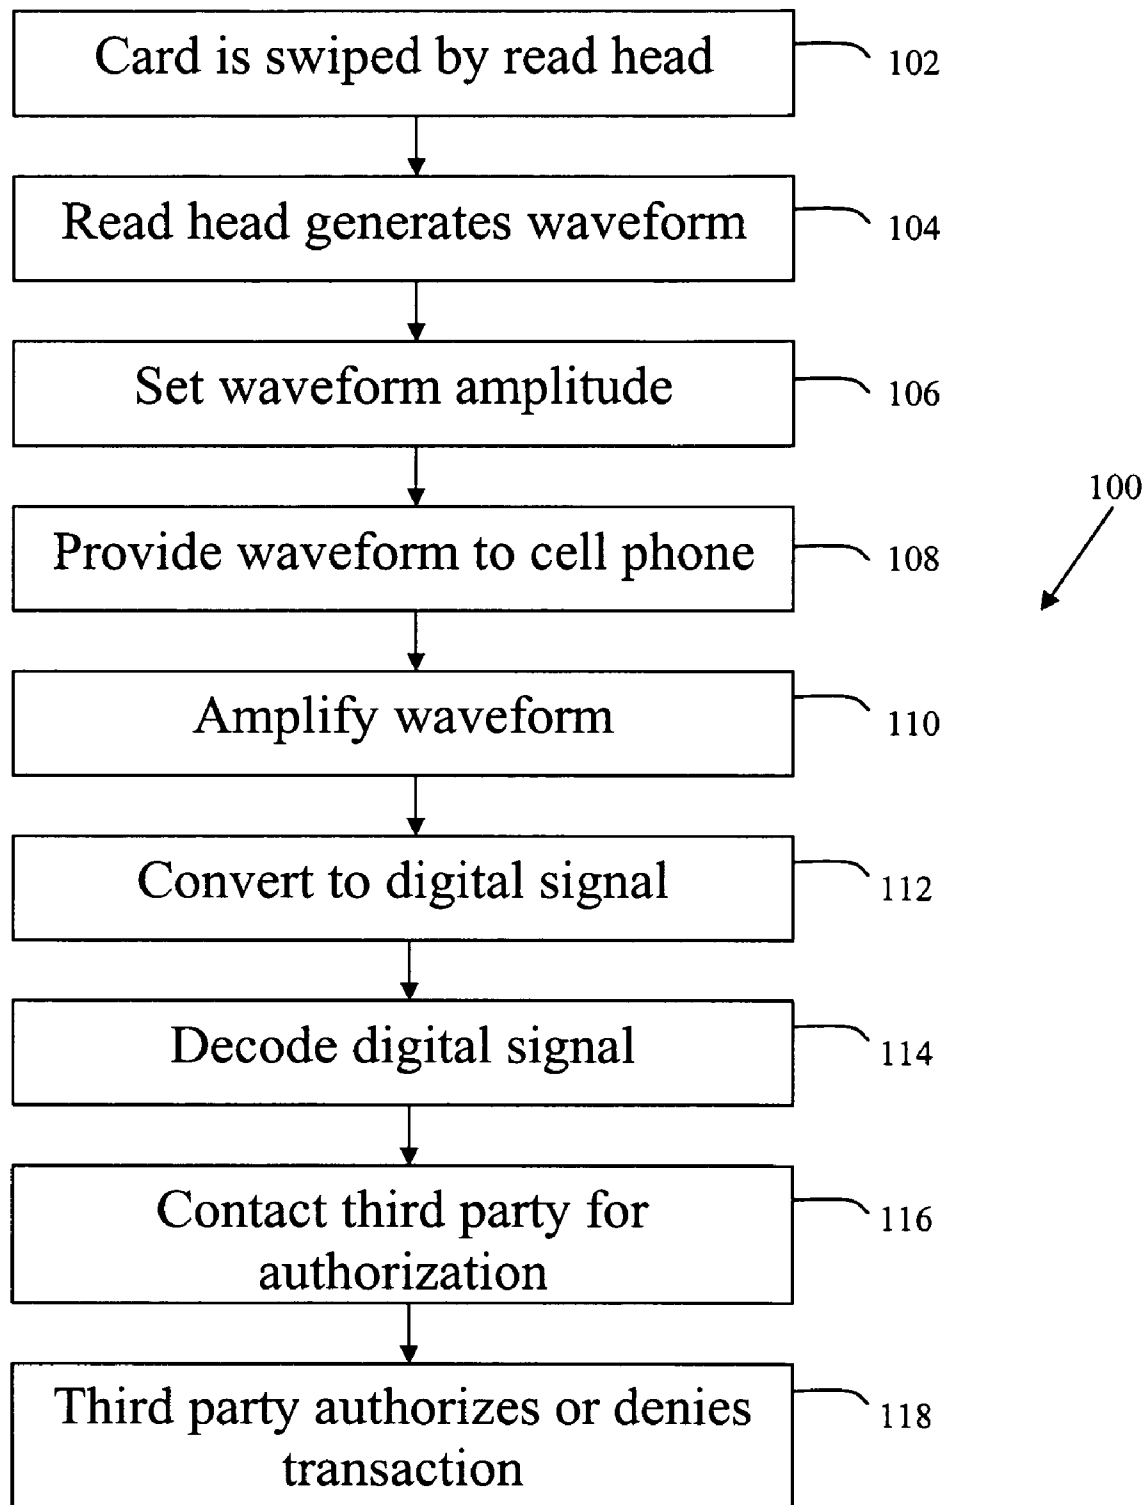 Card is swiped by read head
102
Read head generates waveform
104
Set waveform amplitude
106
100
Provide waveform to cell phone
108
Amplify waveform
110
Convert to digital signal
112
Decode digital signal
114
Contact third party for
authorization
116
Third party authorizes or denies
transaction
118